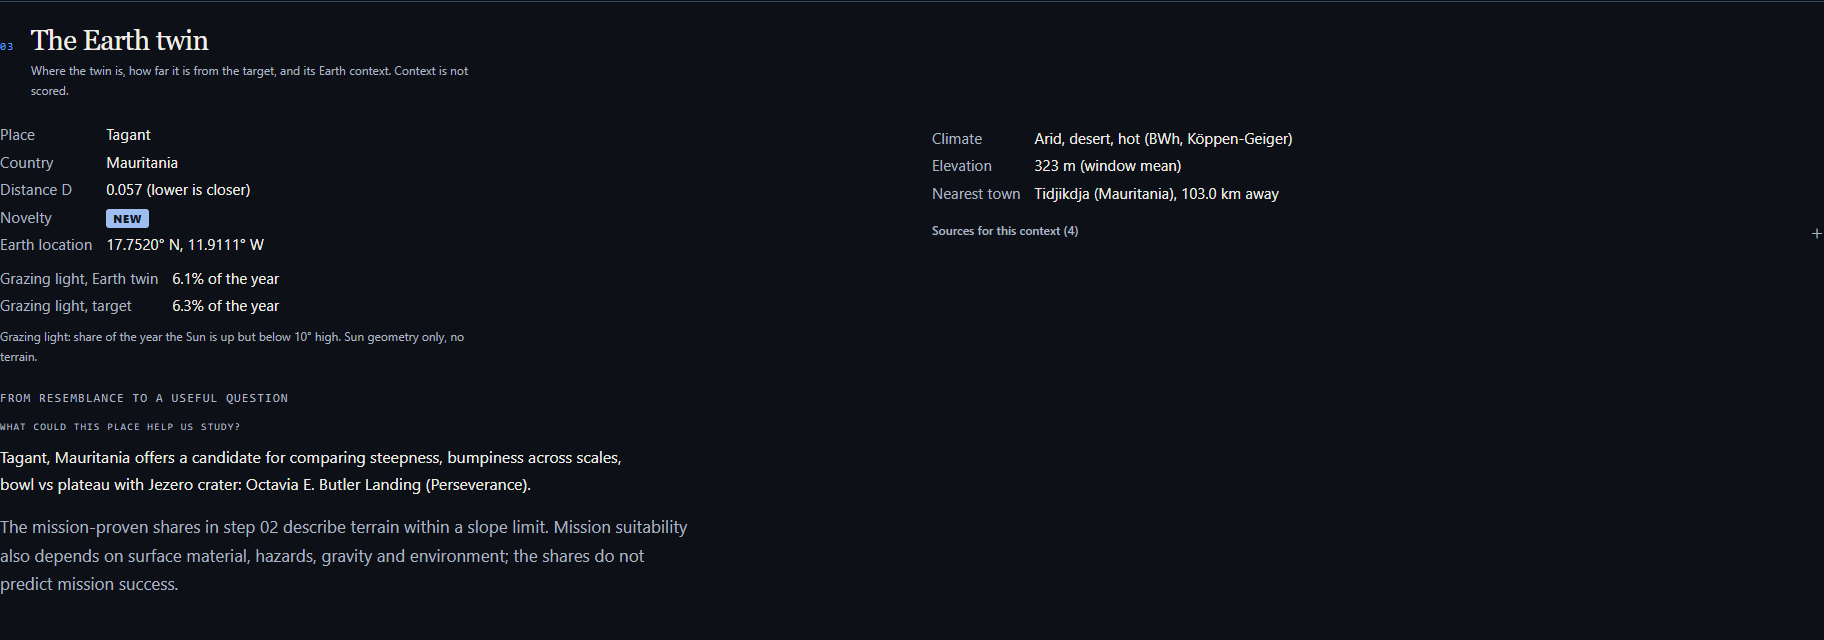 03 The Earth twin
Where the twin is, how far it is from the target, and its Earth context. Context is not
scored.
Place Tagant
Country Mauritania
Distance D 0.057 (lower is closer)
Novelty NEW
Earth location 17.7520° N, 11.9111° W
Grazing light, Earth twin 6.1% of the year
Grazing light, target 6.3% of the year
Grazing light: share of the year the Sun is up but below 10° high. Sun geometry only, no
terrain.
Climate Arid, desert, hot (BWh, Köppen-Geiger)
Elevation 323 m (window mean)
Nearest town Tidjikdja (Mauritania), 103.0 km away
Sources for this context (4) +
FROM RESEMBLANCE TO A USEFUL QUESTION
WHAT COULD THIS PLACE HELP US STUDY?
Tagant, Mauritania offers a candidate for comparing steepness, bumpiness across scales,
bowl vs plateau with Jezero crater: Octavia E. Butler Landing (Perseverance).
The mission-proven shares in step 02 describe terrain within a slope limit. Mission suitability
also depends on surface material, hazards, gravity and environment; the shares do not
predict mission success.